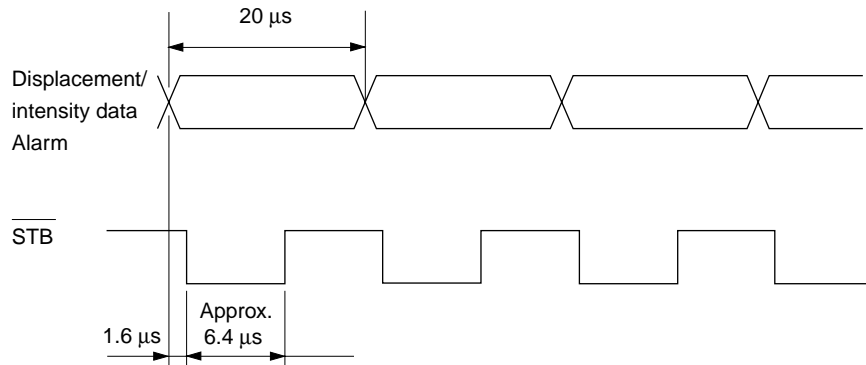 20 μs
Displacement/
intensity data
Alarm
STB
Approx.
1.6 μs
6.4 μs